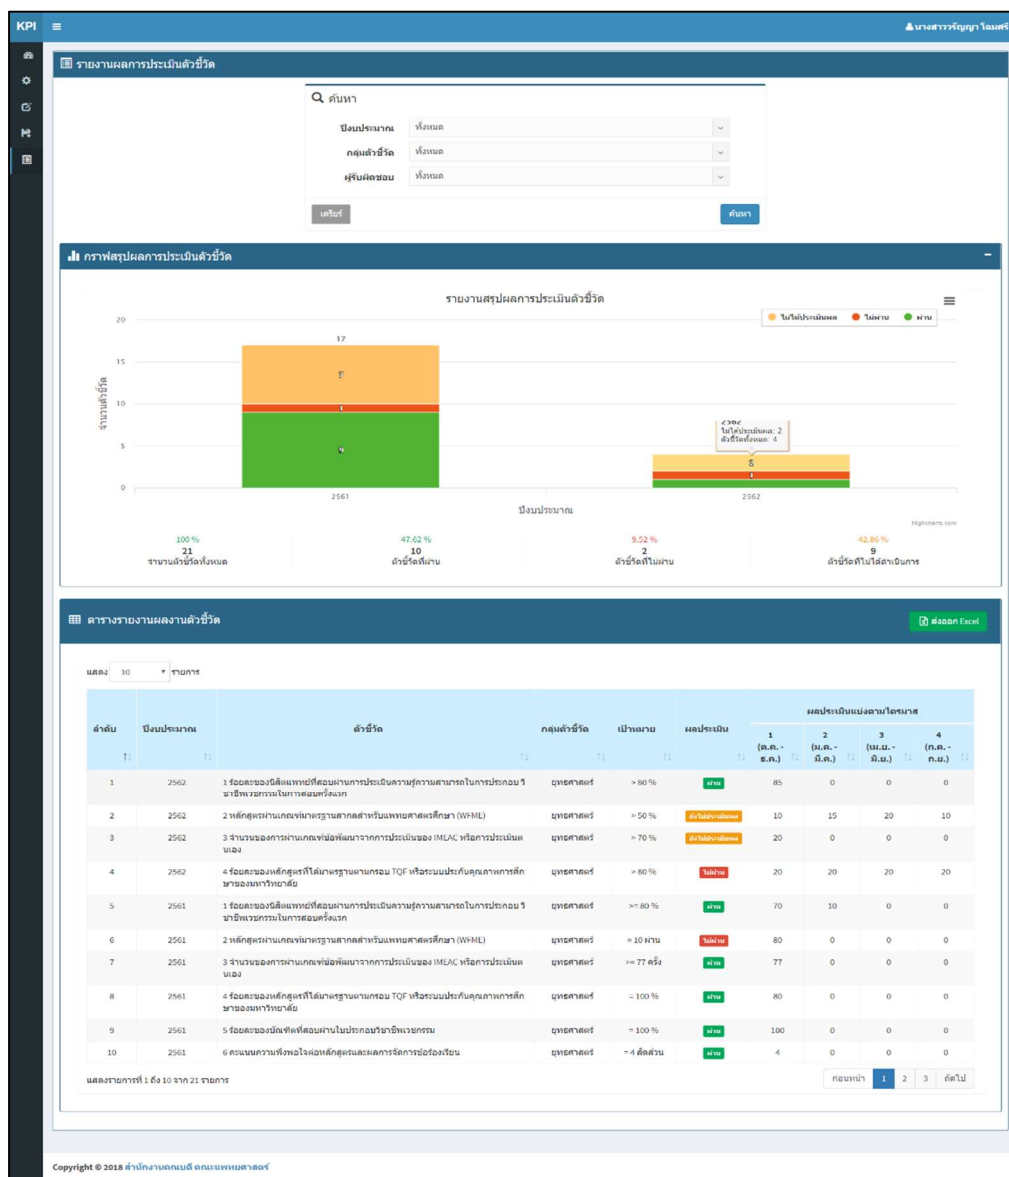 KPI
นางสาววรัญญา โฉมศรี
รายงานผลการประเมินตัวชี้วัด
ค้นหา
ปีงบประมาณ ทั้งหมด
กลุ่มตัวชี้วัด ทั้งหมด
ผู้รับผิดชอบ ทั้งหมด
เครียร์ ค้นหา
กราฟสรุปผลการประเมินตัวชี้วัด
รายงานสรุปผลการประเมินตัวชี้วัด
ไม่ได้ประเมินผล ไม่ผ่าน ผ่าน
จำนวนตัวชี้วัด
20
15
10
5
0
17
7
1
9
2562
ไม่ได้ประเมินผล: 2
ตัวชี้วัดทั้งหมด: 4
1
2561 2562
ปีงบประมาณ
Highcharts.com
100 % 47.62 % 9.52 % 42.86 %
21 10 2 9
จำนวนตัวชี้วัดทั้งหมด ตัวชี้วัดที่ผ่าน ตัวชี้วัดที่ไม่ผ่าน ตัวชี้วัดที่ไม่ได้ดำเนินการ
ตารางรายงานผลงานตัวชี้วัด ส่งออก Excel
แสดง 10 รายการ
ผลประเมินแบ่งตามไตรมาส
ลำดับ ปีงบประมาณ ตัวชี้วัด กลุ่มตัวชี้วัด เป้าหมาย ผลประเมิน
1 2 3 4
(ต.ค. - (ม.ค. - (เม.ย. - (ก.ค. -
ธ.ค.) มี.ค.) มิ.ย.) ก.ย.)
1 2562 1 ร้อยละของนิสิตแพทย์ที่สอบผ่านการประเมินความรู้ความสามารถในการประกอบวิ ยุทธศาสตร์ > 80 % ผ่าน 85 0 0 0
ชาชีพเวชกรรมในการสอบครั้งแรก
2 2562 2 หลักสูตรผ่านเกณฑ์มาตรฐานสากลสำหรับแพทยศาสตร์ศึกษา (WFME) ยุทธศาสตร์ > 50 % ยังไม่ประเมินผล 10 15 20 10
3 2562 3 จำนวนของการผ่านเกณฑ์ข้อพัฒนาจากการประเมินของ IMEAC หรือการประเมินต ยุทธศาสตร์ > 70 % ยังไม่ประเมินผล 20 0 0 0
นเอง
4 2562 4 ร้อยละของหลักสูตรที่ได้มาตรฐานตามกรอบ TQF หรือระบบประกันคุณภาพการศึก ยุทธศาสตร์ > 80 % ไม่ผ่าน 20 20 20 20
ษาของมหาวิทยาลัย
5 2561 1 ร้อยละของนิสิตแพทย์ที่สอบผ่านการประเมินความรู้ความสามารถในการประกอบวิ ยุทธศาสตร์ >= 80 % ผ่าน 70 10 0 0
ชาชีพเวชกรรมในการสอบครั้งแรก
6 2561 2 หลักสูตรผ่านเกณฑ์มาตรฐานสากลสำหรับแพทยศาสตร์ศึกษา (WFME) ยุทธศาสตร์ = 10 ผ่าน ไม่ผ่าน 80 0 0 0
7 2561 3 จำนวนของการผ่านเกณฑ์ข้อพัฒนาจากการประเมินของ IMEAC หรือการประเมินต ยุทธศาสตร์ >= 77 ครั้ง ผ่าน 77 0 0 0
นเอง
8 2561 4 ร้อยละของหลักสูตรที่ได้มาตรฐานตามกรอบ TQF หรือระบบประกันคุณภาพการศึก ยุทธศาสตร์ = 100 % ผ่าน 80 0 0 0
ษาของมหาวิทยาลัย
9 2561 5 ร้อยละของบัณฑิตที่สอบผ่านใบประกอบวิชาชีพเวชกรรม ยุทธศาสตร์ = 100 % ผ่าน 100 0 0 0
10 2561 6 คะแนนความพึงพอใจต่อหลักสูตรและผลการจัดการข้อร้องเรียน ยุทธศาสตร์ = 4 สัดส่วน ผ่าน 4 0 0 0
แสดงรายการที่ 1 ถึง 10 จาก 21 รายการ ก่อนหน้า 1 2 3 ถัดไป
Copyright © 2018 สำนักงานคณบดี คณะแพทยศาสตร์